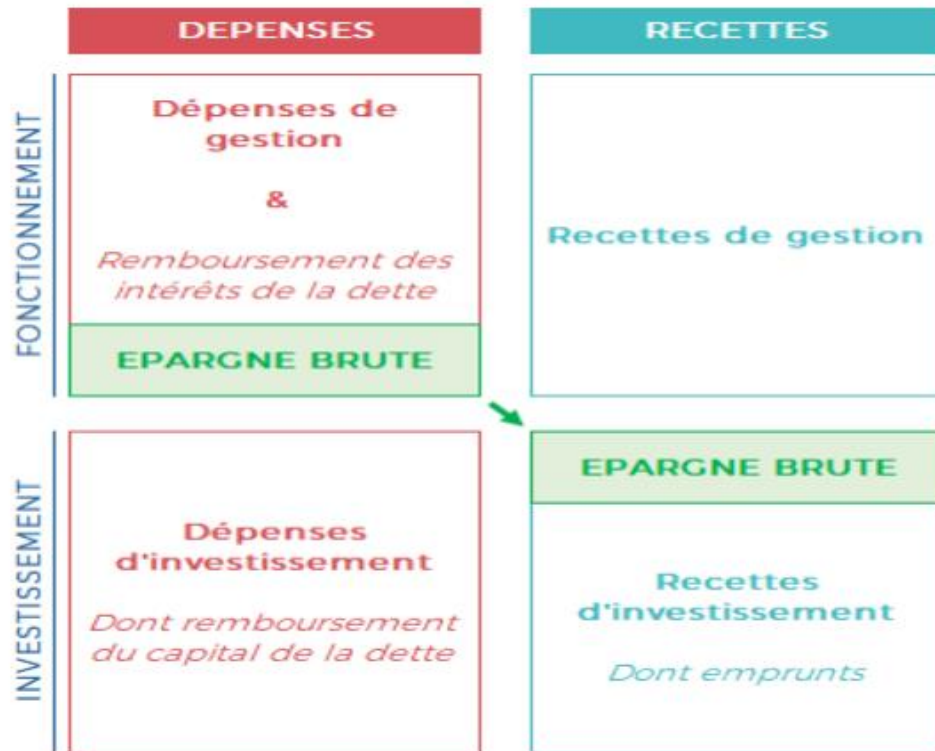 DEPENSES
RECETTES
FONCTIONNEMENT
Dépenses de
gestion
&
Remboursement des
intérêts de la dette
EPARGNE BRUTE
Recettes de gestion
INVESTISSEMENT
Dépenses
d'investissement
Dont remboursement
du capital de la dette
EPARGNE BRUTE
Recettes
d'investissement
Dont emprunts